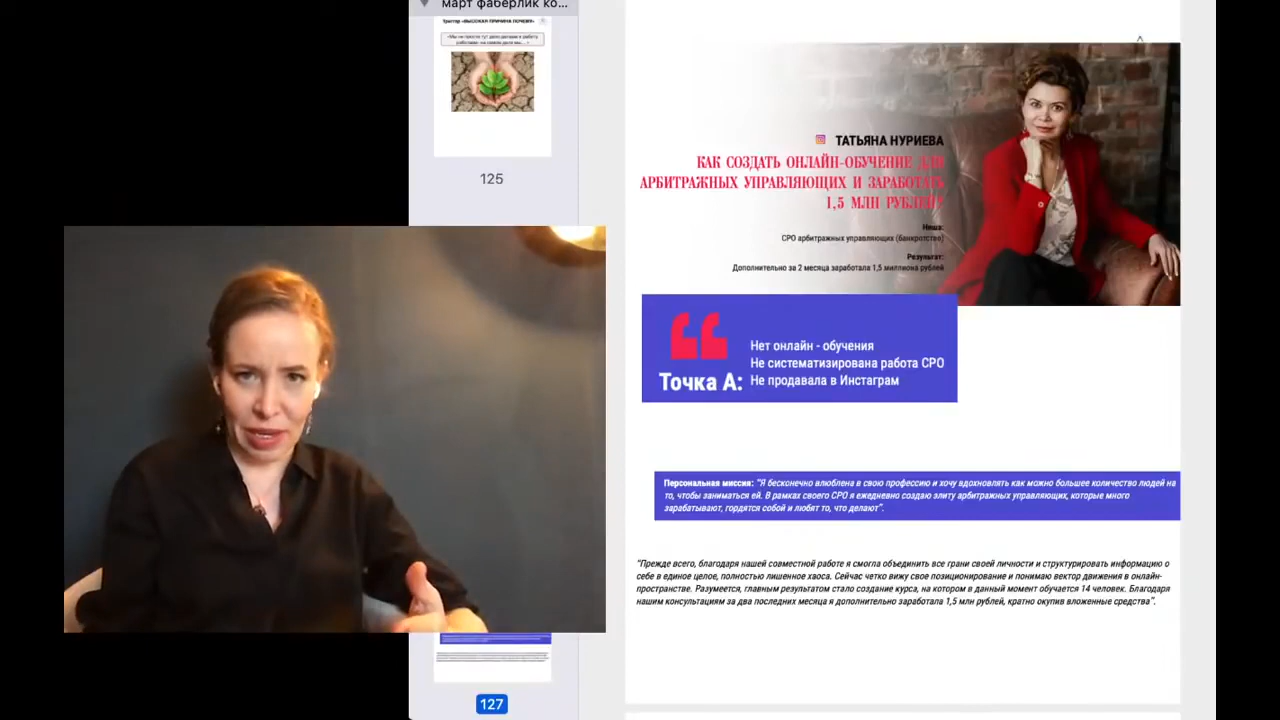 март фаберлик ко...
Триггер «ВЫСОКАЯ ПРИЧИНА ПОЧЕМУ»
125
127
ТАТЬЯНА НУРИЕВА
КАК СОЗДАТЬ ОНЛАЙН-ОБУЧЕНИЕ ДЛЯ
АРБИТРАЖНЫХ УПРАВЛЯЮЩИХ И ЗАРАБОТАТЬ
1,5 МЛН РУБЛЕЙ?
Ниша:
СРО арбитражных управляющих (банкротство)
Результат:
Дополнительно за 2 месяца заработала 1,5 миллиона рублей
Нет онлайн - обучения
Не систематизирована работа СРО
Точка А: Не продавала в Инстаграм
Персональная миссия: "Я бесконечно влюблена в свою профессию и хочу вдохновлять как можно большее количество людей на
то, чтобы заниматься ей. В рамках своего СРО я ежедневно создаю элиту арбитражных управляющих, которые много
зарабатывают, гордятся собой и любят то, что делают".
"Прежде всего, благодаря нашей совместной работе я смогла объединить все грани своей личности и структурировать информацию о
себе в единое целое, полностью лишенное хаоса. Сейчас четко вижу свое позиционирование и понимаю вектор движения в онлайн-
пространстве. Разумеется, главным результатом стало создание курса, на котором в данный момент обучается 14 человек. Благодаря
нашим консультациям за два последних месяца я дополнительно заработала 1,5 млн рублей, кратно окупив вложенные средства".